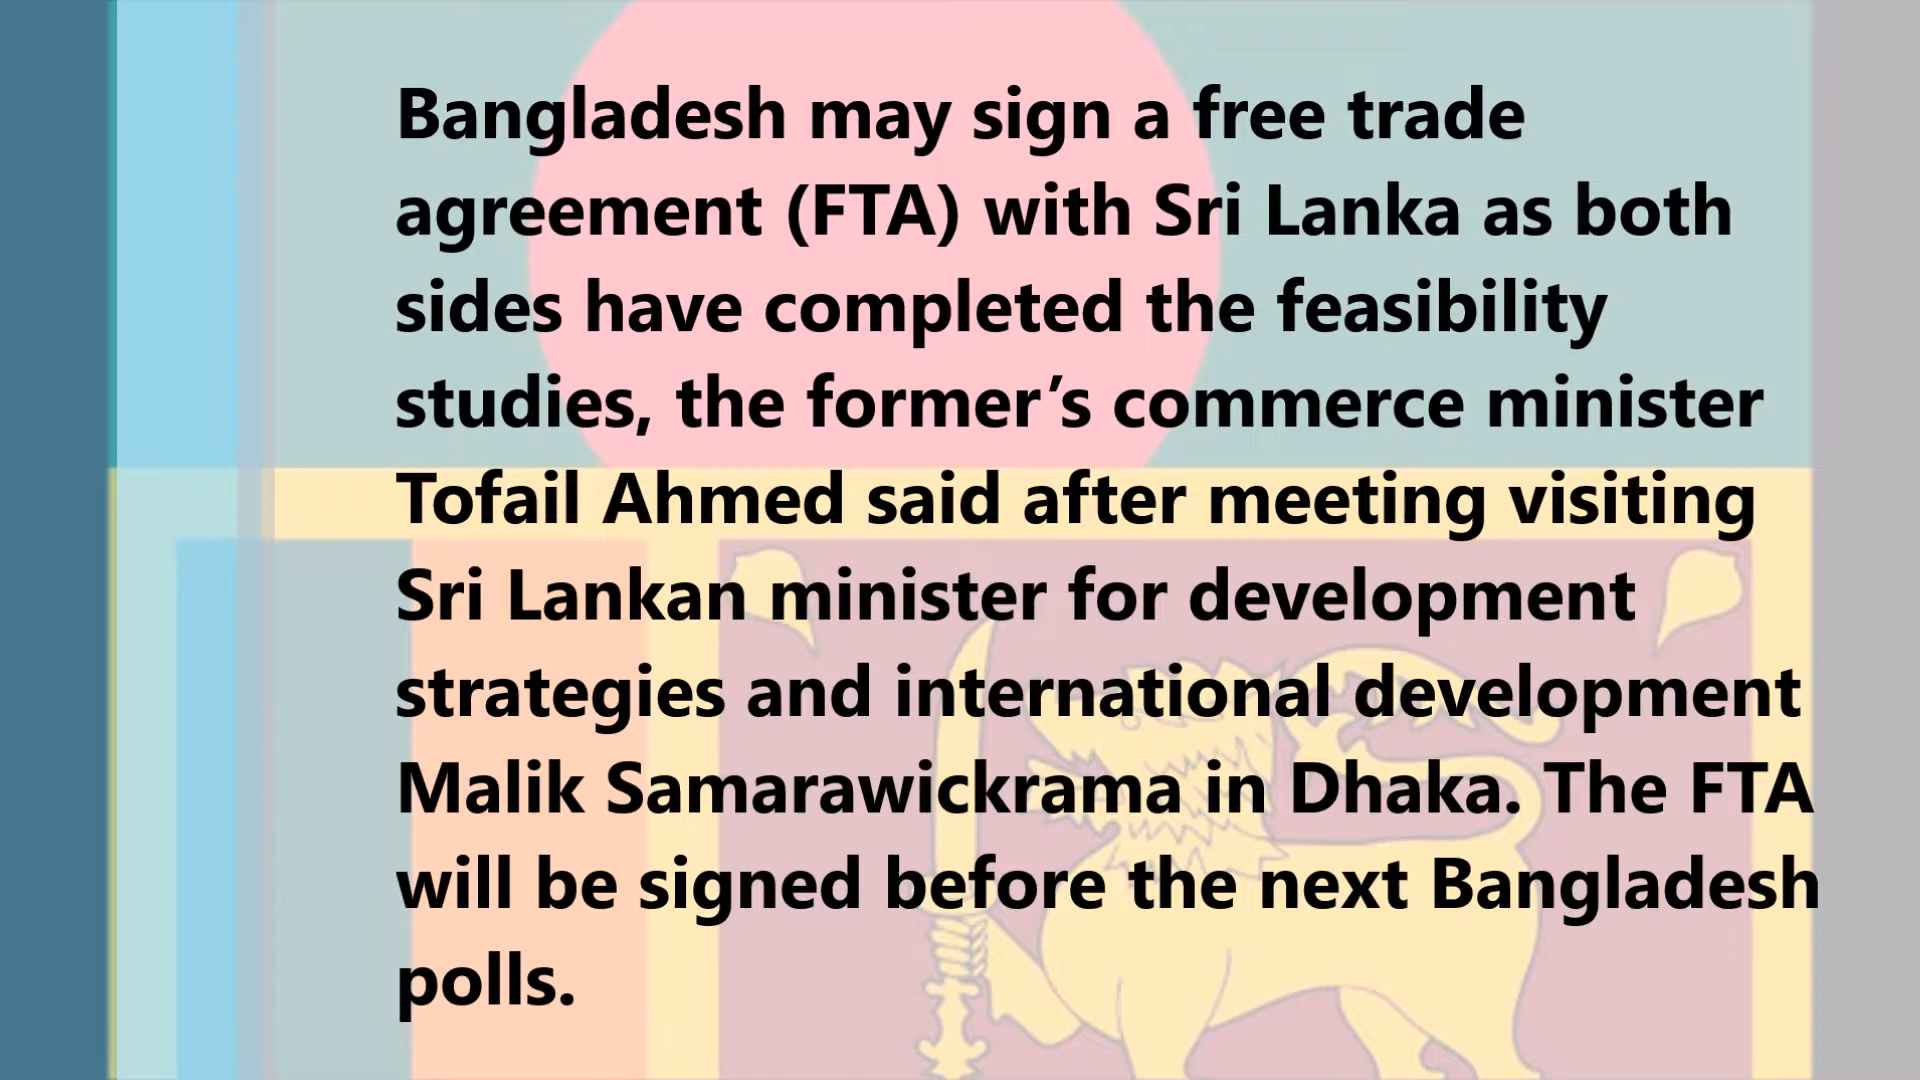 Bangladesh may sign a free trade
agreement (FTA) with Sri Lanka as both
sides have completed the feasibility
studies, the former’s commerce minister
Tofail Ahmed said after meeting visiting
Sri Lankan minister for development
strategies and international development
Malik Samarawickrama in Dhaka. The FTA
will be signed before the next Bangladesh
polls.